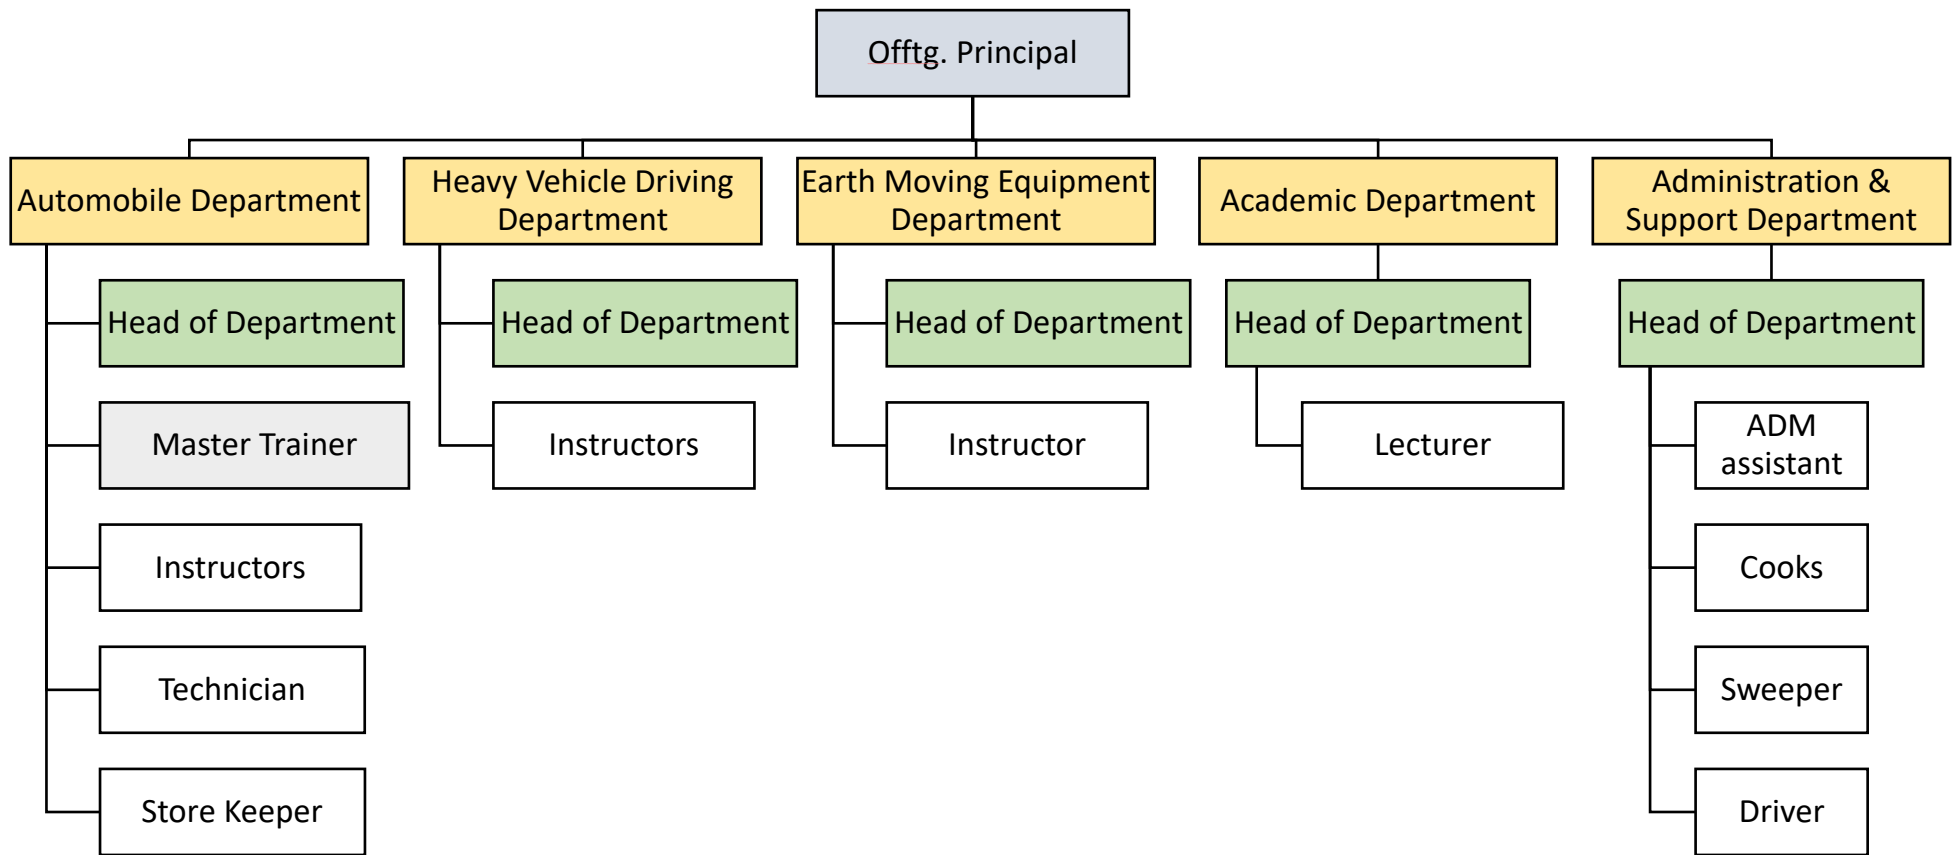 Offtg. Principal
Automobile Department
Heavy Vehicle Driving
Department
Earth Moving Equipment
Department
Academic Department
Administration &
Support Department
Head of Department
Head of Department
Head of Department
Head of Department
Head of Department
Master Trainer
Instructors
Instructor
Lecturer
ADM
assistant
Instructors
Cooks
Technician
Sweeper
Store Keeper
Driver